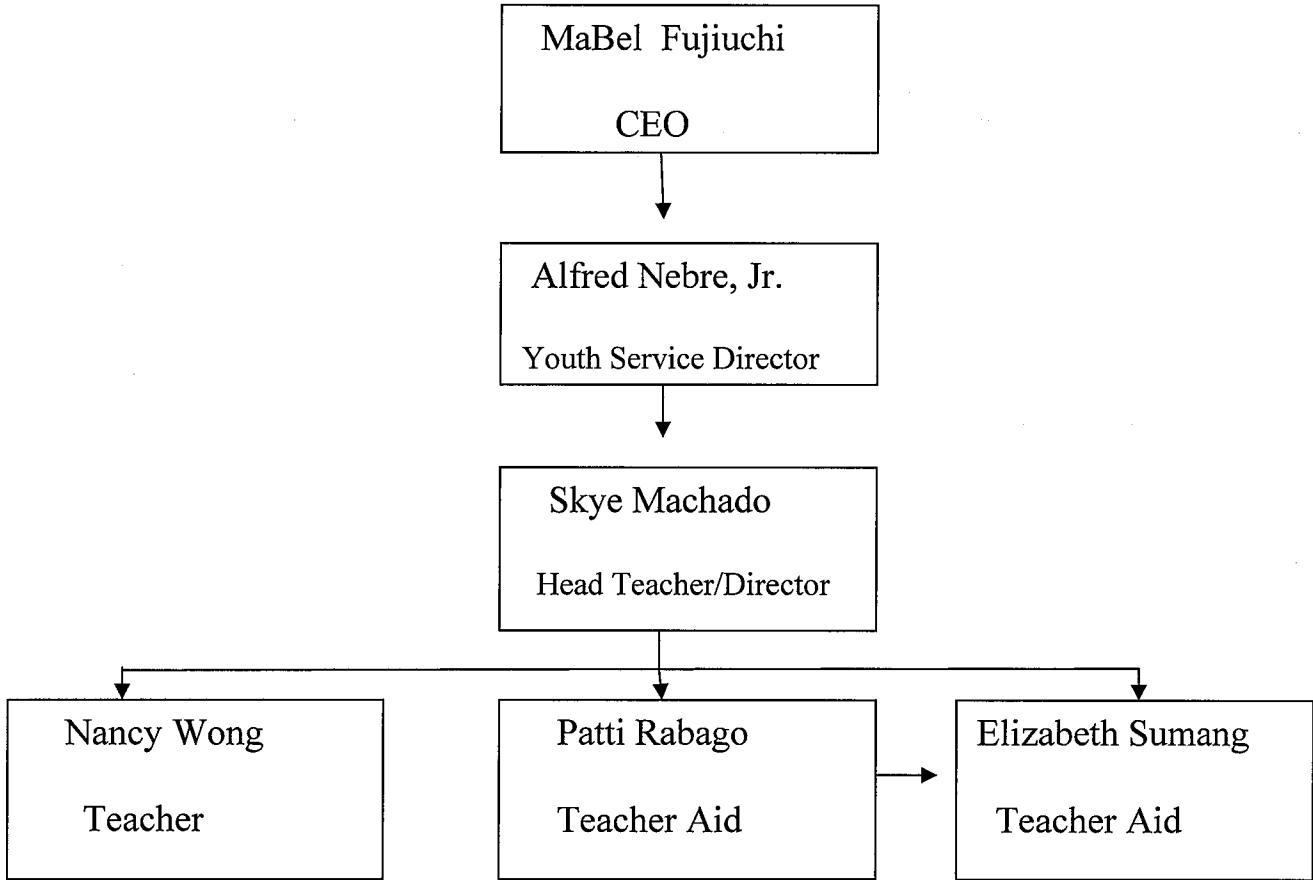 MaBel Fujiuchi
CEO
Alfred Nebre, Jr.
Youth Service Director
Skye Machado
Head Teacher/Director
Nancy Wong
Teacher
Patti Rabago
Teacher Aid
Elizabeth Sumang
Teacher Aid